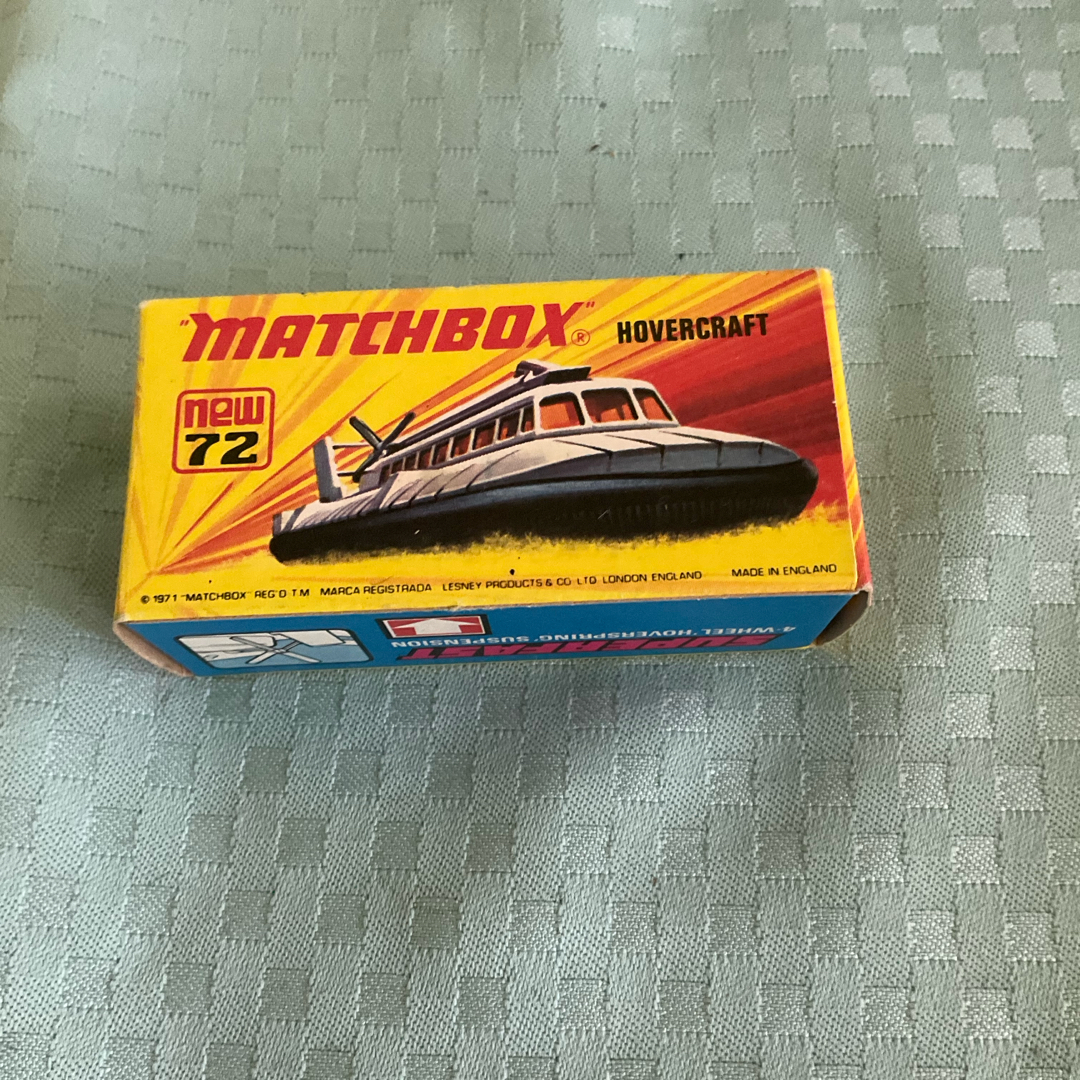 "MATCHBOX"® HOVERCRAFT
new
72
© 1971 "MATCHBOX" REG'D T M MARCA REGISTRADA LESNEY PRODUCTS & CO LTD LONDON ENGLAND MADE IN ENGLAND
SUPERFAST
4-WHEEL 'HOVERSPRING' SUSPENSION